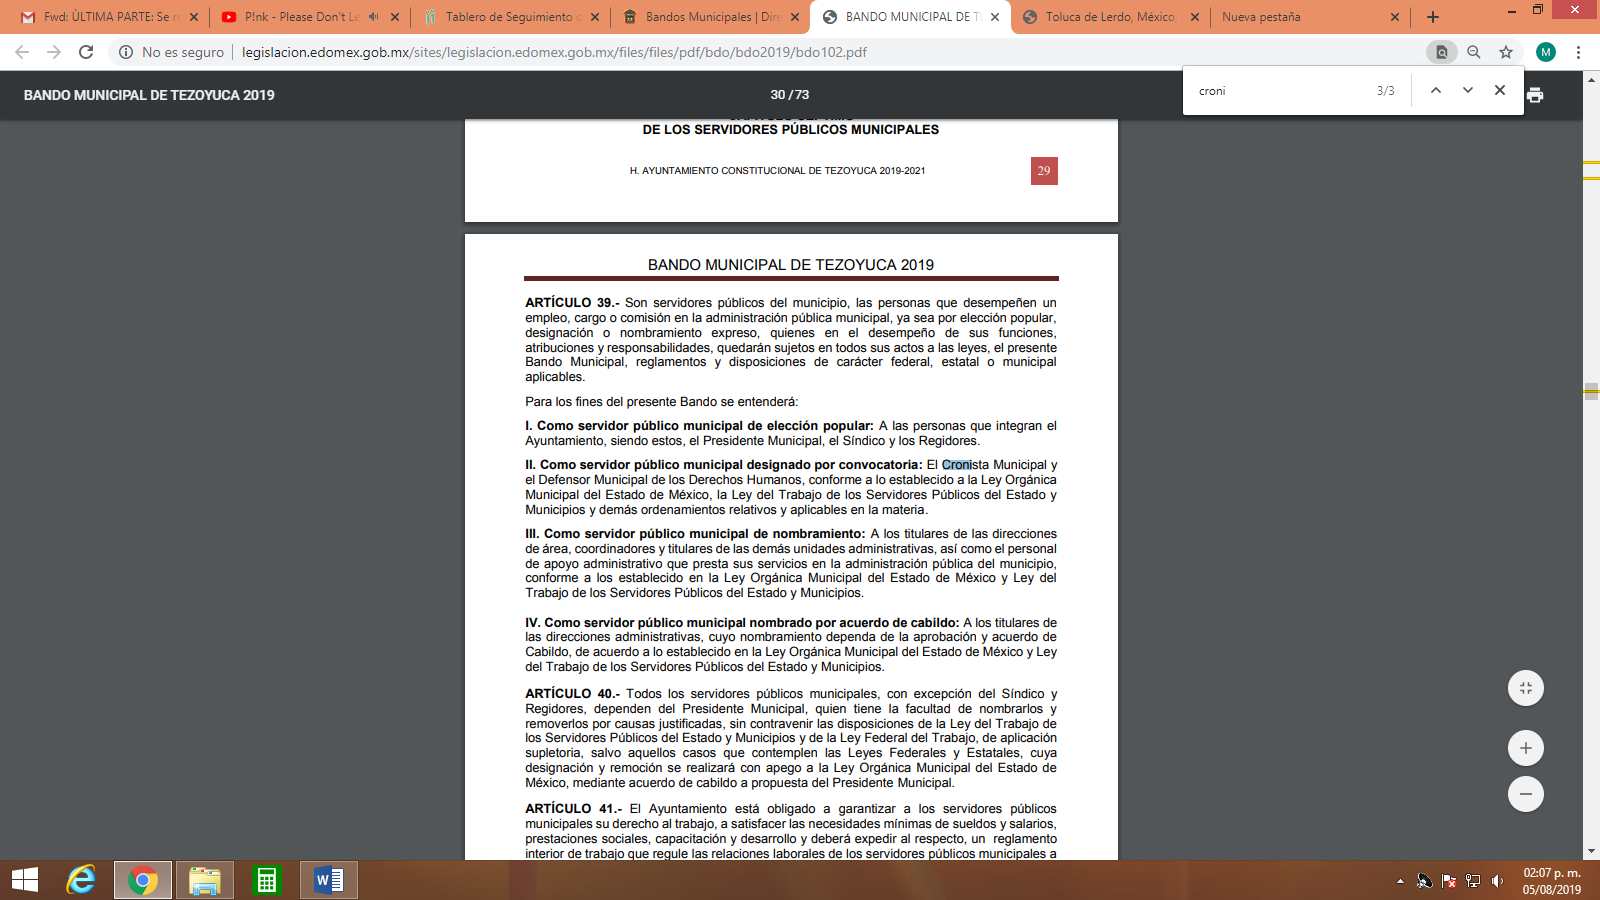 Fwd: ÙLTIMA PARTE: Se re
P!nk - Please Don't Le
Tablero de Seguimiento d
Bandos Municipales | Dire
BANDO MUNICIPAL DE T
Toluca de Lerdo, México,
Nueva pestaña
No es seguro | legislacion.edomex.gob.mx/sites/legislacion.edomex.gob.mx/files/files/pdf/bdo/bdo2019/bdo102.pdf
M
BANDO MUNICIPAL DE TEZOYUCA 2019
30 / 73
croni
3/3
DE LOS SERVIDORES PÚBLICOS MUNICIPALES
H. AYUNTAMIENTO CONSTITUCIONAL DE TEZOYUCA 2019-2021
29
BANDO MUNICIPAL DE TEZOYUCA 2019
ARTÍCULO 39.- Son servidores públicos del municipio, las personas que desempeñen un
empleo, cargo o comisión en la administración pública municipal, ya sea por elección popular,
designación o nombramiento expreso, quienes en el desempeño de sus funciones,
atribuciones y responsabilidades, quedarán sujetos en todos sus actos a las leyes, el presente
Bando Municipal, reglamentos y disposiciones de carácter federal, estatal o municipal
aplicables.
Para los fines del presente Bando se entenderá:
I. Como servidor público municipal de elección popular: A las personas que integran el
Ayuntamiento, siendo estos, el Presidente Municipal, el Síndico y los Regidores.
II. Como servidor público municipal designado por convocatoria: El Cronista Municipal y
el Defensor Municipal de los Derechos Humanos, conforme a lo establecido a la Ley Orgánica
Municipal del Estado de México, la Ley del Trabajo de los Servidores Públicos del Estado y
Municipios y demás ordenamientos relativos y aplicables en la materia.
III. Como servidor público municipal de nombramiento: A los titulares de las direcciones
de área, coordinadores y titulares de las demás unidades administrativas, así como el personal
de apoyo administrativo que presta sus servicios en la administración pública del municipio,
conforme a los establecido en la Ley Orgánica Municipal del Estado de México y Ley del
Trabajo de los Servidores Públicos del Estado y Municipios.
IV. Como servidor público municipal nombrado por acuerdo de cabildo: A los titulares de
las direcciones administrativas, cuyo nombramiento dependa de la aprobación y acuerdo de
Cabildo, de acuerdo a lo establecido en la Ley Orgánica Municipal del Estado de México y Ley
del Trabajo de los Servidores Públicos del Estado y Municipios.
ARTÍCULO 40.- Todos los servidores públicos municipales, con excepción del Síndico y
Regidores, dependen del Presidente Municipal, quien tiene la facultad de nombrarlos y
removerlos por causas justificadas, sin contravenir las disposiciones de la Ley del Trabajo de
los Servidores Públicos del Estado y Municipios y de la Ley Federal del Trabajo, de aplicación
supletoria, salvo aquellos casos que contemplen las Leyes Federales y Estatales, cuya
designación y remoción se realizará con apego a la Ley Orgánica Municipal del Estado de
México, mediante acuerdo de cabildo a propuesta del Presidente Municipal.
ARTÍCULO 41.- El Ayuntamiento está obligado a garantizar a los servidores públicos
municipales su derecho al trabajo, a satisfacer las necesidades mínimas de sueldos y salarios,
prestaciones sociales, capacitación y desarrollo y deberá expedir al respecto, un reglamento
interior de trabajo que regule las relaciones laborales de los servidores públicos municipales a
02:07 p. m.
05/08/2019